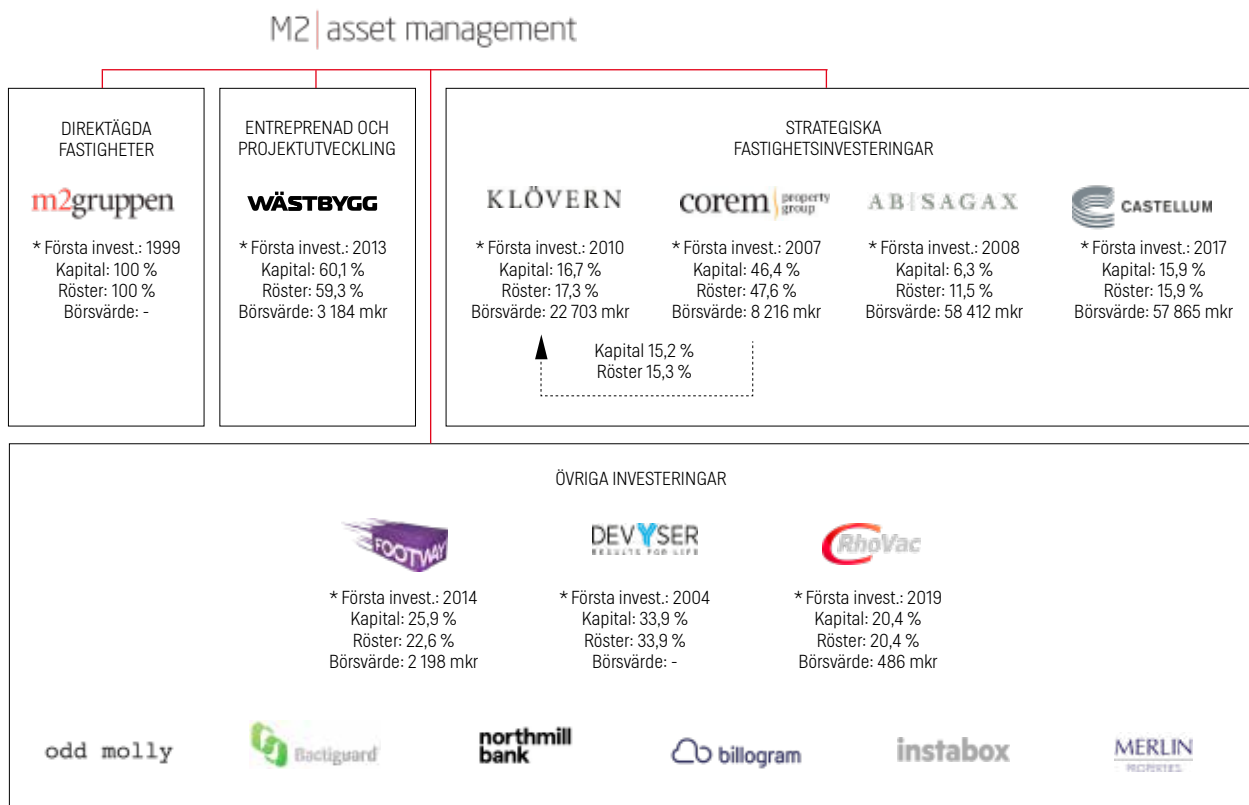 M2 | asset management
DIREKTÄGDA
FASTIGHETER
m2gruppen
* Första invest.: 1999
Kapital: 100 %
Röster: 100 %
Börsvärde: -
ENTREPRENAD OCH
PROJEKTUTVECKLING
WÄSTBYGG
* Första invest.: 2013
Kapital: 60,1 %
Röster: 59,3 %
Börsvärde: 3 184 mkr
STRATEGISKA
FASTIGHETSINVESTERINGAR
KLÖVERN
* Första invest.: 2010
Kapital: 16,7 %
Röster: 17,3 %
Börsvärde: 22 703 mkr
corem property
group
* Första invest.: 2007
Kapital: 46,4 %
Röster: 47,6 %
Börsvärde: 8 216 mkr
AB|SAGAX
* Första invest.: 2008
Kapital: 6,3 %
Röster: 11,5 %
Börsvärde: 58 412 mkr
CASTELLUM
* Första invest.: 2017
Kapital: 15,9 %
Röster: 15,9 %
Börsvärde: 57 865 mkr
Kapital 15,2 %
Röster 15,3 %
ÖVRIGA INVESTERINGAR
FOOTWAY
* Första invest.: 2014
Kapital: 25,9 %
Röster: 22,6 %
Börsvärde: 2 198 mkr
DEVYSER
RESULTS FOR LIFE
* Första invest.: 2004
Kapital: 33,9 %
Röster: 33,9 %
Börsvärde: -
RhoVac
* Första invest.: 2019
Kapital: 20,4 %
Röster: 20,4 %
Börsvärde: 486 mkr
odd molly
Bactiguard
northmill
bank
billogram
instabox
MERLIN
PROPERTIES